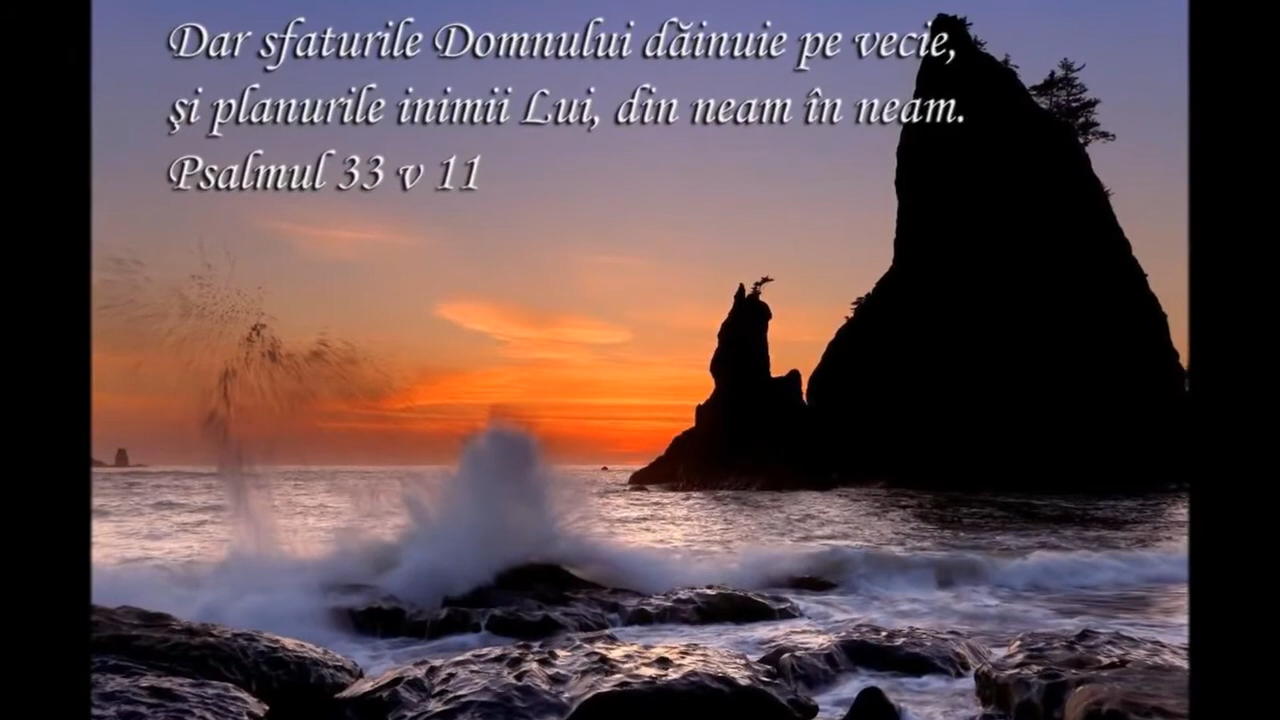 Dar sfaturile Domnului dăinuie pe vecie,
şi planurile inimii Lui, din neam în neam.
Psalmul 33 v 11